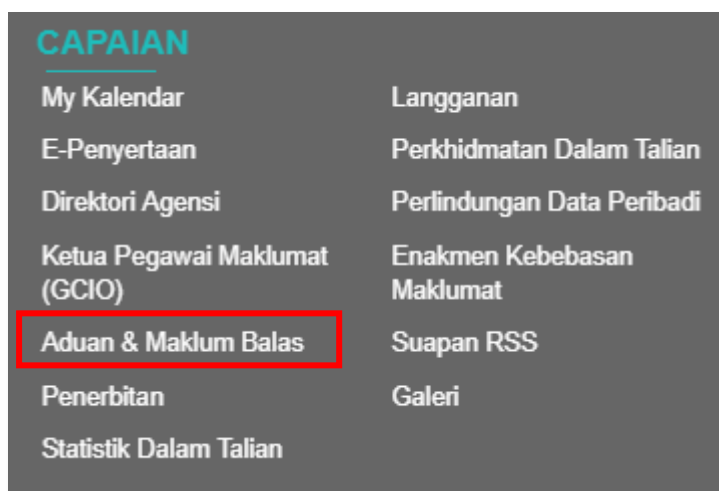 CAPAIAN
My Kalendar
E-Penyertaan
Direktori Agensi
Ketua Pegawai Maklumat
(GCIO)
Aduan & Maklum Balas
Penerbitan
Statistik Dalam Talian
Langganan
Perkhidmatan Dalam Talian
Perlindungan Data Peribadi
Enakmen Kebebasan
Maklumat
Suapan RSS
Galeri